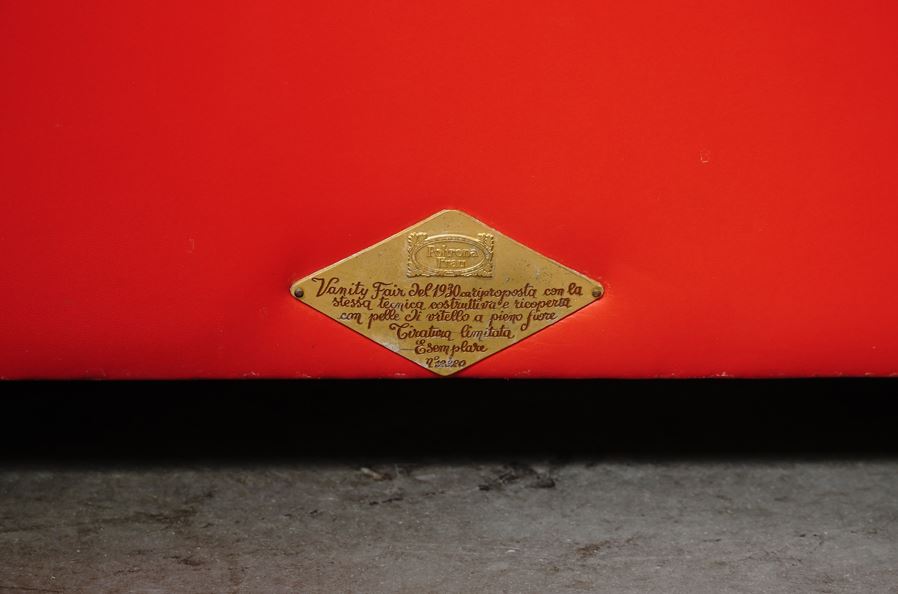 Poltrona
Frau
Vanity Fair del 1930 riproposta con la
stessa tecnica costruttiva e ricoperta
con pelle di vitello a pieno fiore
Tiratura limitata
Esemplare